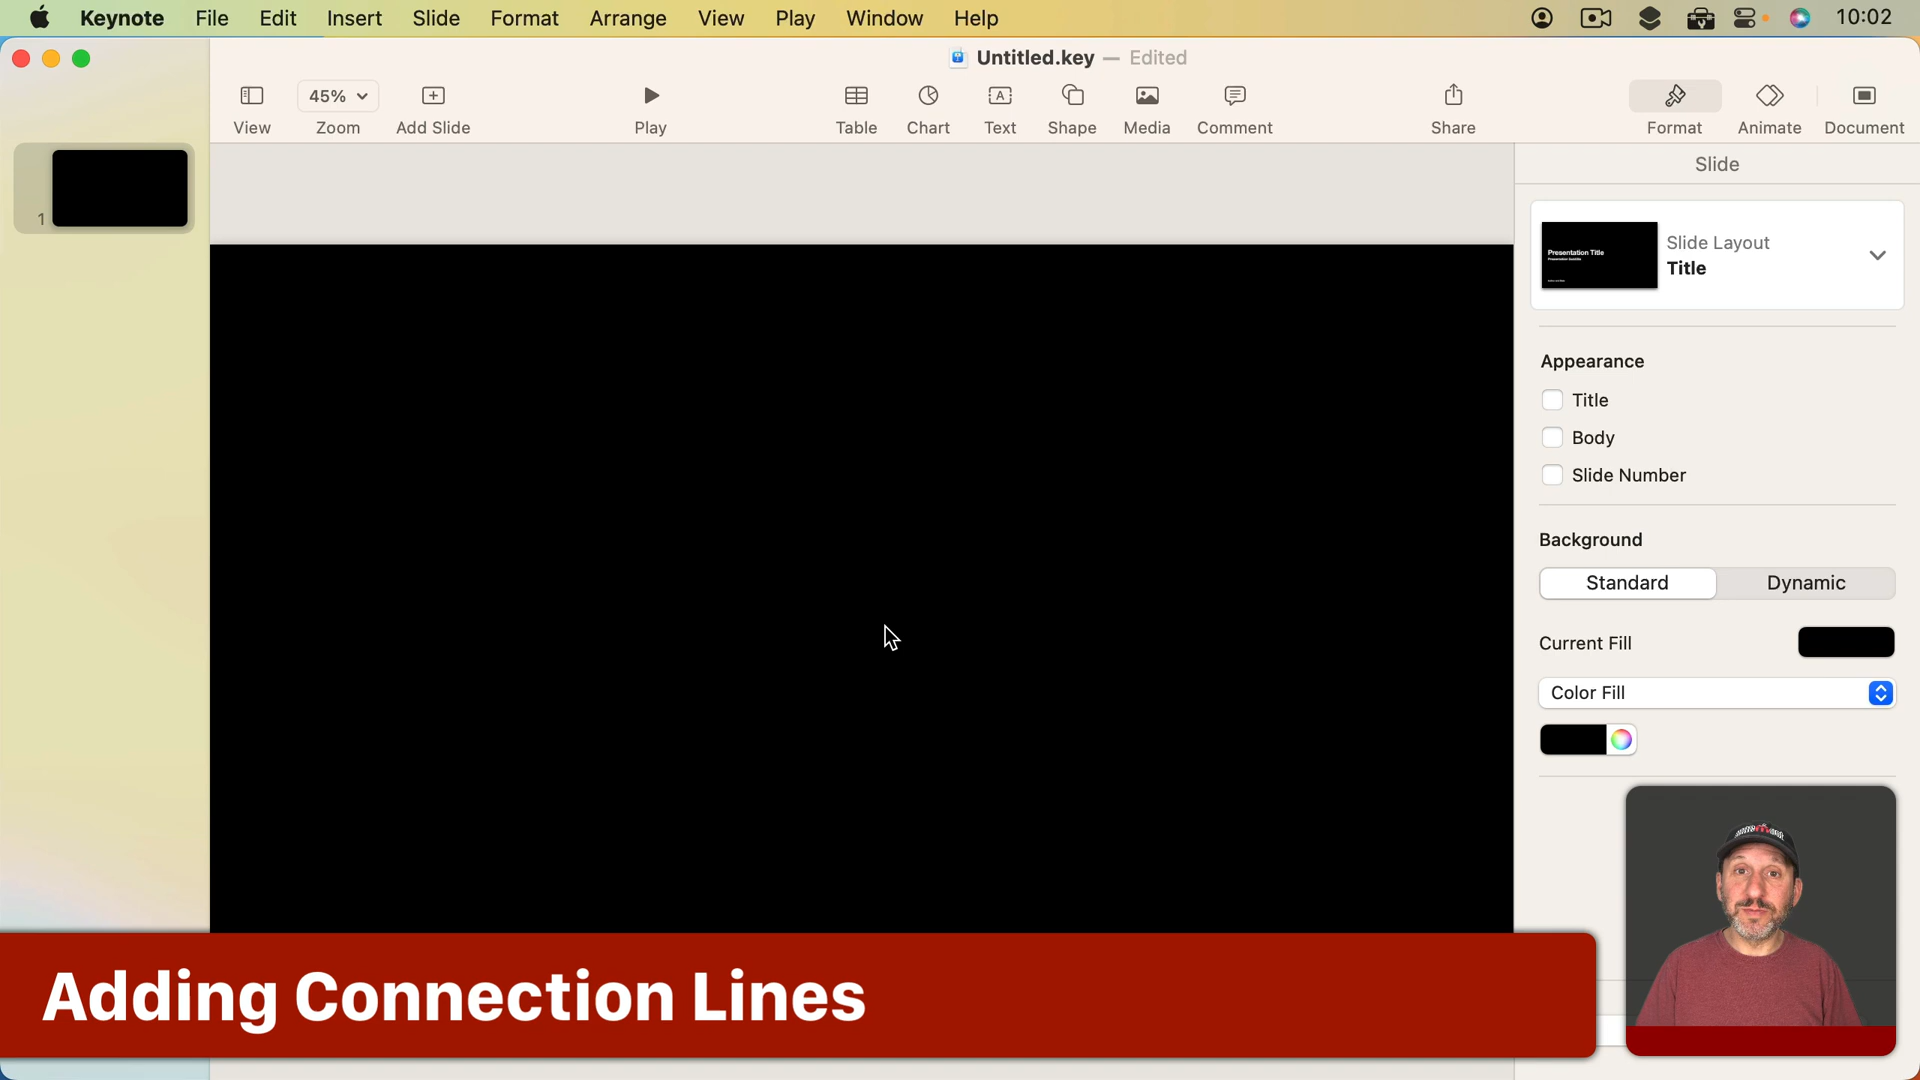 Keynote File Edit Insert Slide Format Arrange View Play Window Help 10:02
Untitled.key — Edited
45%
View Zoom Add Slide Play Table Chart Text Shape Media Comment Share Format Animate Document
1
Slide
Presentation Title
Slide Layout
Title
Appearance
Title
Body
Slide Number
Background
Standard Dynamic
Current Fill
Color Fill
Adding Connection Lines